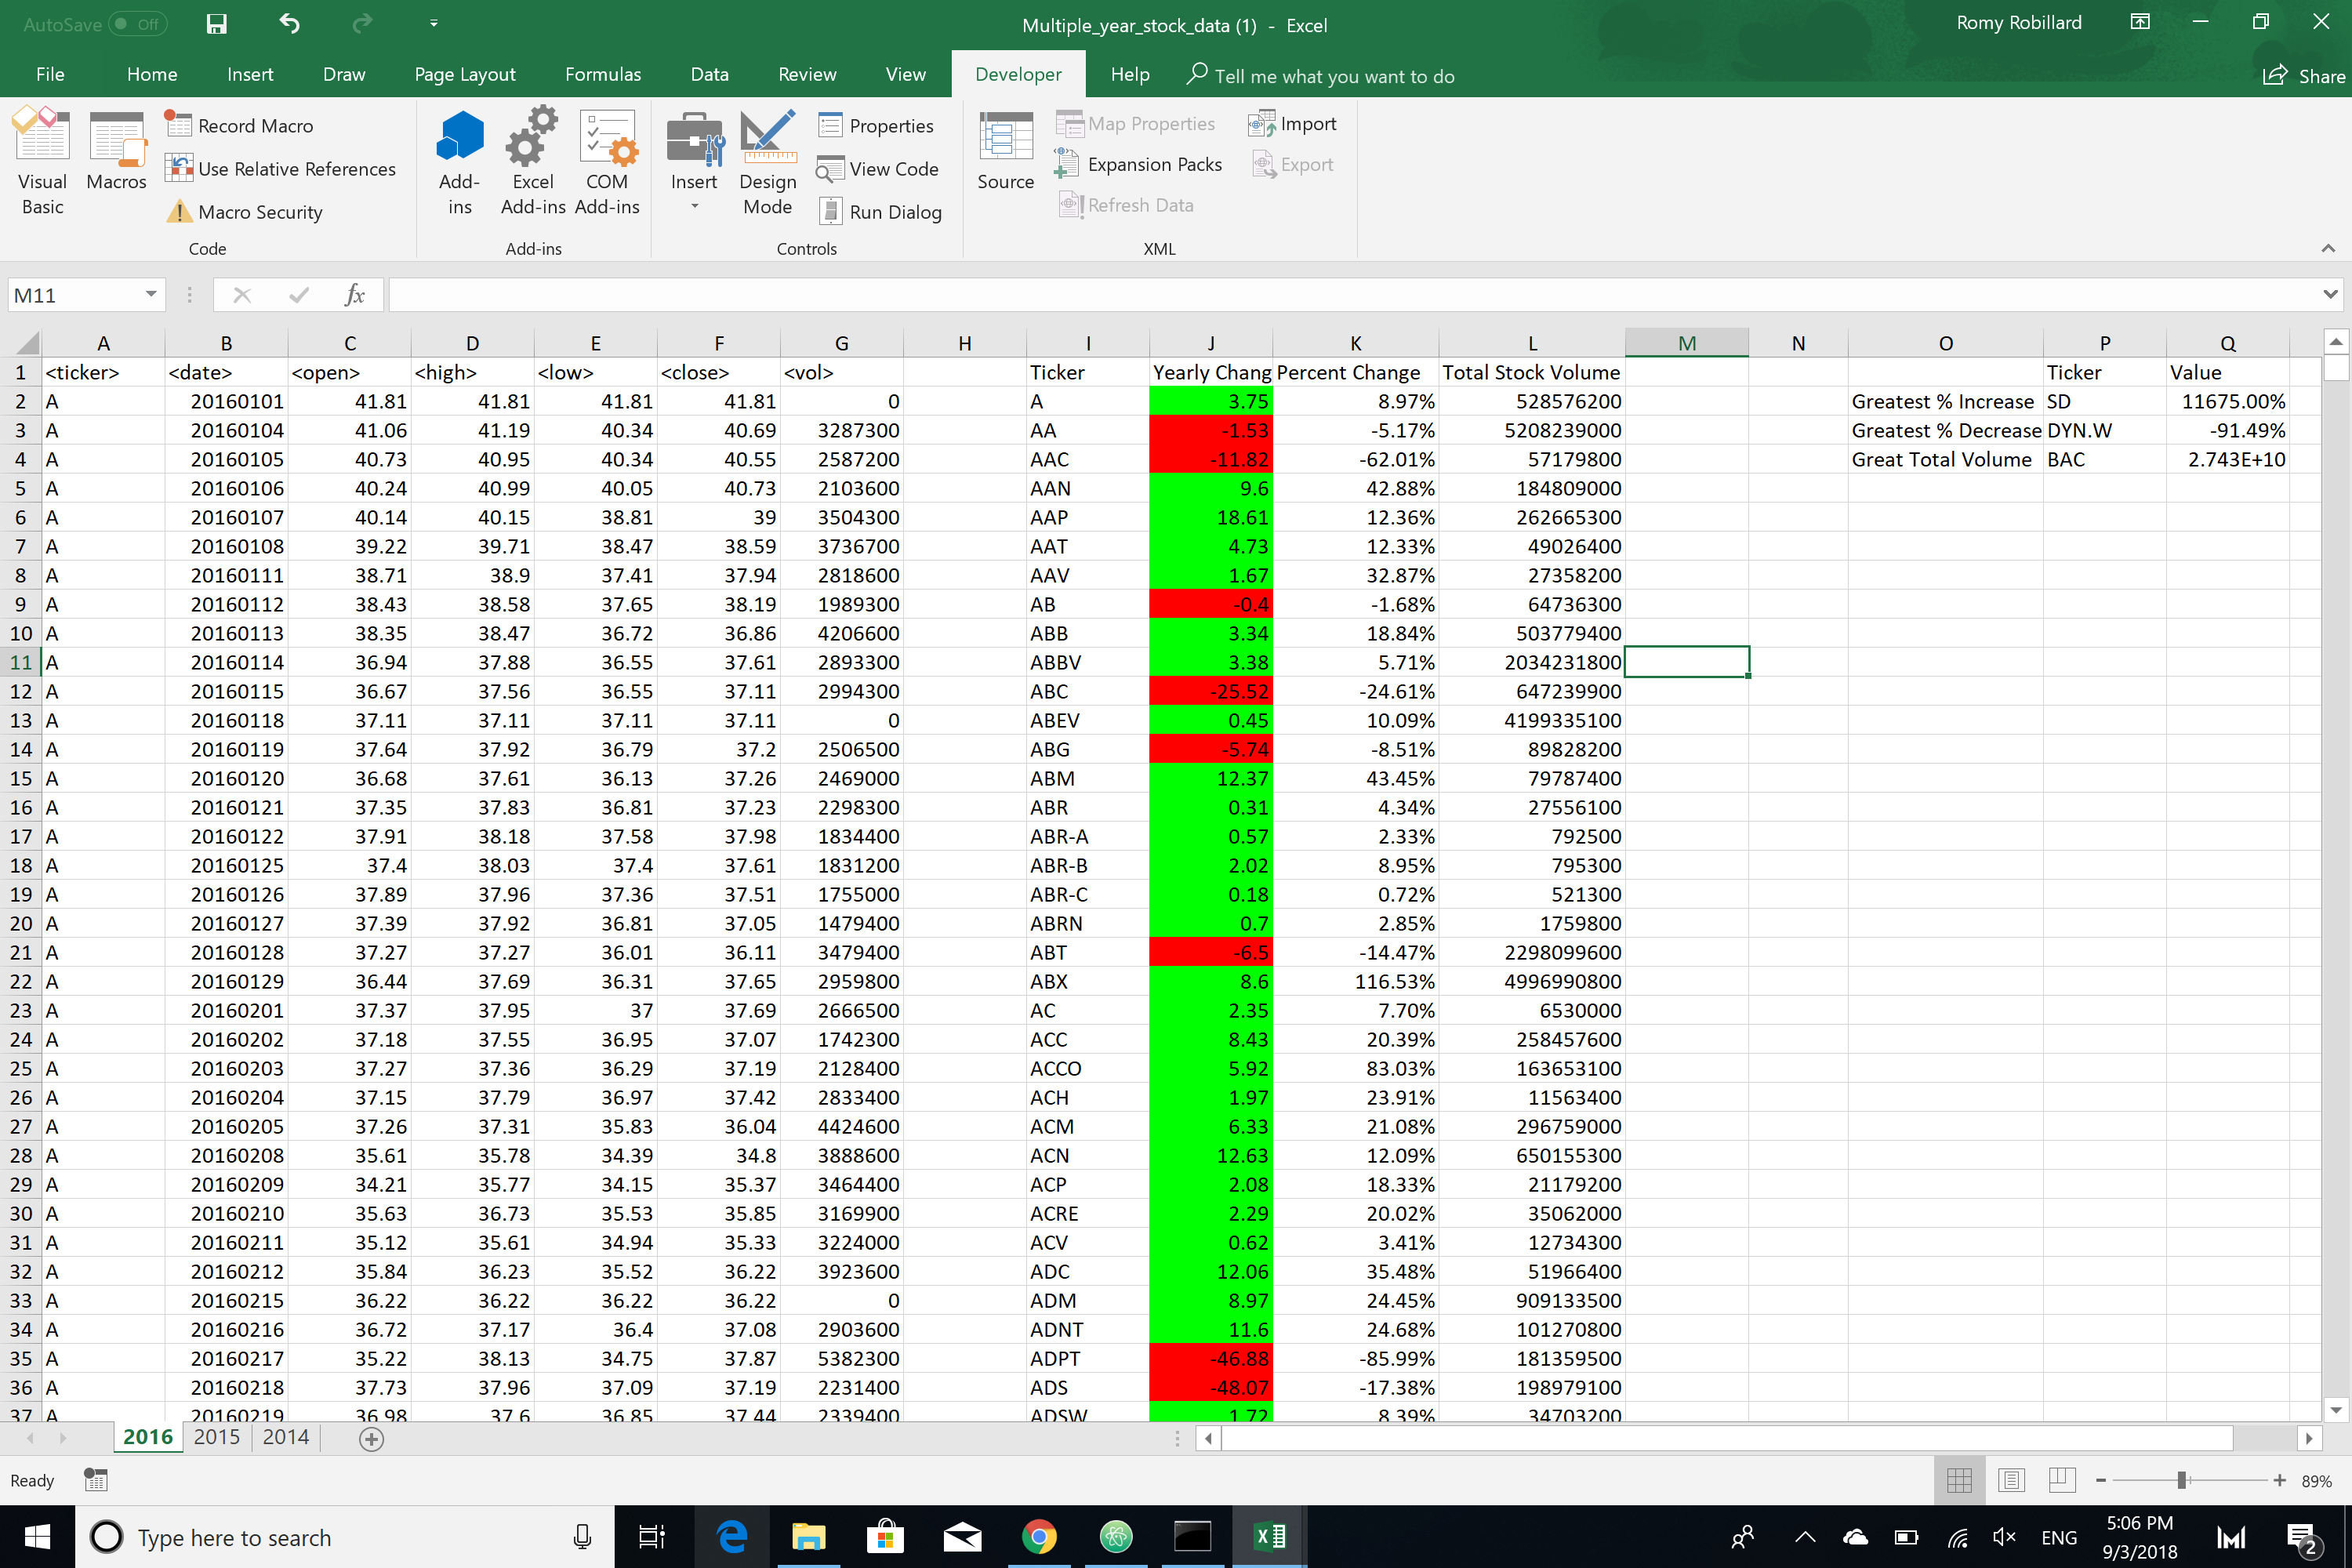 AutoSave Off
Multiple_year_stock_data (1) - Excel
Romy Robillard
File Home Insert Draw Page Layout Formulas Data Review View Developer Help Tell me what you want to do Share
Visual Basic
Macros
Record Macro
Use Relative References
Macro Security
Code
Add-ins
Excel Add-ins
COM Add-ins
Add-ins
Insert
Design Mode
Properties
View Code
Run Dialog
Controls
Source
Map Properties
Expansion Packs
Refresh Data
Import
Export
XML
M11 fx
A B C D E F G H I J K L M N O P Q
1 <ticker> <date> <open> <high> <low> <close> <vol> Ticker Yearly Chang Percent Change Total Stock Volume Ticker Value
2 A 20160101 41.81 41.81 41.81 41.81 0 A 3.75 8.97% 528576200 Greatest % Increase SD 11675.00%
3 A 20160104 41.06 41.19 40.34 40.69 3287300 AA -1.53 -5.17% 5208239000 Greatest % Decrease DYN.W -91.49%
4 A 20160105 40.73 40.95 40.34 40.55 2587200 AAC -11.82 -62.01% 57179800 Great Total Volume BAC 2.743E+10
5 A 20160106 40.24 40.99 40.05 40.73 2103600 AAN 9.6 42.88% 184809000
6 A 20160107 40.14 40.15 38.81 39 3504300 AAP 18.61 12.36% 262665300
7 A 20160108 39.22 39.71 38.47 38.59 3736700 AAT 4.73 12.33% 49026400
8 A 20160111 38.71 38.9 37.41 37.94 2818600 AAV 1.67 32.87% 27358200
9 A 20160112 38.43 38.58 37.65 38.19 1989300 AB -0.4 -1.68% 64736300
10 A 20160113 38.35 38.47 36.72 36.86 4206600 ABB 3.34 18.84% 503779400
11 A 20160114 36.94 37.88 36.55 37.61 2893300 ABBV 3.38 5.71% 2034231800
12 A 20160115 36.67 37.56 36.55 37.11 2994300 ABC -25.52 -24.61% 647239900
13 A 20160118 37.11 37.11 37.11 37.11 0 ABEV 0.45 10.09% 4199335100
14 A 20160119 37.64 37.92 36.79 37.2 2506500 ABG -5.74 -8.51% 89828200
15 A 20160120 36.68 37.61 36.13 37.26 2469000 ABM 12.37 43.45% 79787400
16 A 20160121 37.35 37.83 36.81 37.23 2298300 ABR 0.31 4.34% 27556100
17 A 20160122 37.91 38.18 37.58 37.98 1834400 ABR-A 0.57 2.33% 792500
18 A 20160125 37.4 38.03 37.4 37.61 1831200 ABR-B 2.02 8.95% 795300
19 A 20160126 37.89 37.96 37.36 37.51 1755000 ABR-C 0.18 0.72% 521300
20 A 20160127 37.39 37.92 36.81 37.05 1479400 ABRN 0.7 2.85% 1759800
21 A 20160128 37.27 37.27 36.01 36.11 3479400 ABT -6.5 -14.47% 2298099600
22 A 20160129 36.44 37.69 36.31 37.65 2959800 ABX 8.6 116.53% 4996990800
23 A 20160201 37.37 37.95 37 37.69 2666500 AC 2.35 7.70% 6530000
24 A 20160202 37.18 37.55 36.95 37.07 1742300 ACC 8.43 20.39% 258457600
25 A 20160203 37.27 37.36 36.29 37.19 2128400 ACCO 5.92 83.03% 163653100
26 A 20160204 37.15 37.79 36.97 37.42 2833400 ACH 1.97 23.91% 11563400
27 A 20160205 37.26 37.31 35.83 36.04 4424600 ACM 6.33 21.08% 296759000
28 A 20160208 35.61 35.78 34.39 34.8 3888600 ACN 12.63 12.09% 650155300
29 A 20160209 34.21 35.77 34.15 35.37 3464400 ACP 2.08 18.33% 21179200
30 A 20160210 35.63 36.73 35.53 35.85 3169900 ACRE 2.29 20.02% 35062000
31 A 20160211 35.12 35.61 34.94 35.33 3224000 ACV 0.62 3.41% 12734300
32 A 20160212 35.84 36.23 35.52 36.22 3923600 ADC 12.06 35.48% 51966400
33 A 20160215 36.22 36.22 36.22 36.22 0 ADM 8.97 24.45% 909133500
34 A 20160216 36.72 37.17 36.4 37.08 2903600 ADNT 11.6 24.68% 101270800
35 A 20160217 35.22 38.13 34.75 37.87 5382300 ADPT -46.88 -85.99% 181359500
36 A 20160218 37.73 37.96 37.09 37.19 2231400 ADS -48.07 -17.38% 198979100
37 A 20160219 36.98 37.6 36.85 37.44 2339400 ADSW 1.72 8.39% 34703200
2016 2015 2014
Ready 89%
Type here to search
ENG
5:06 PM
9/3/2018
2